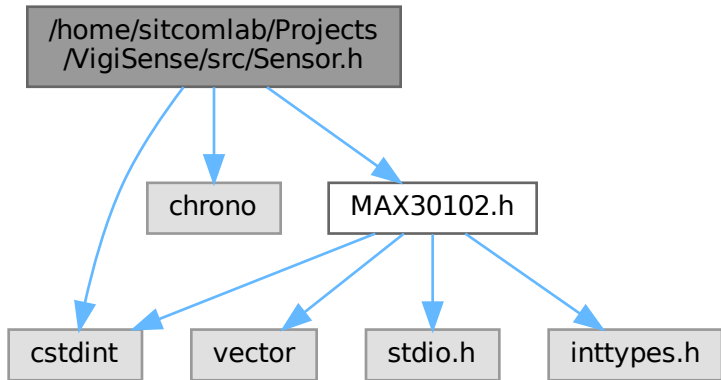 /home/sitcomlab/Projects
/VigiSense/src/Sensor.h
chrono
MAX30102.h
cstdint
vector
stdio.h
inttypes.h